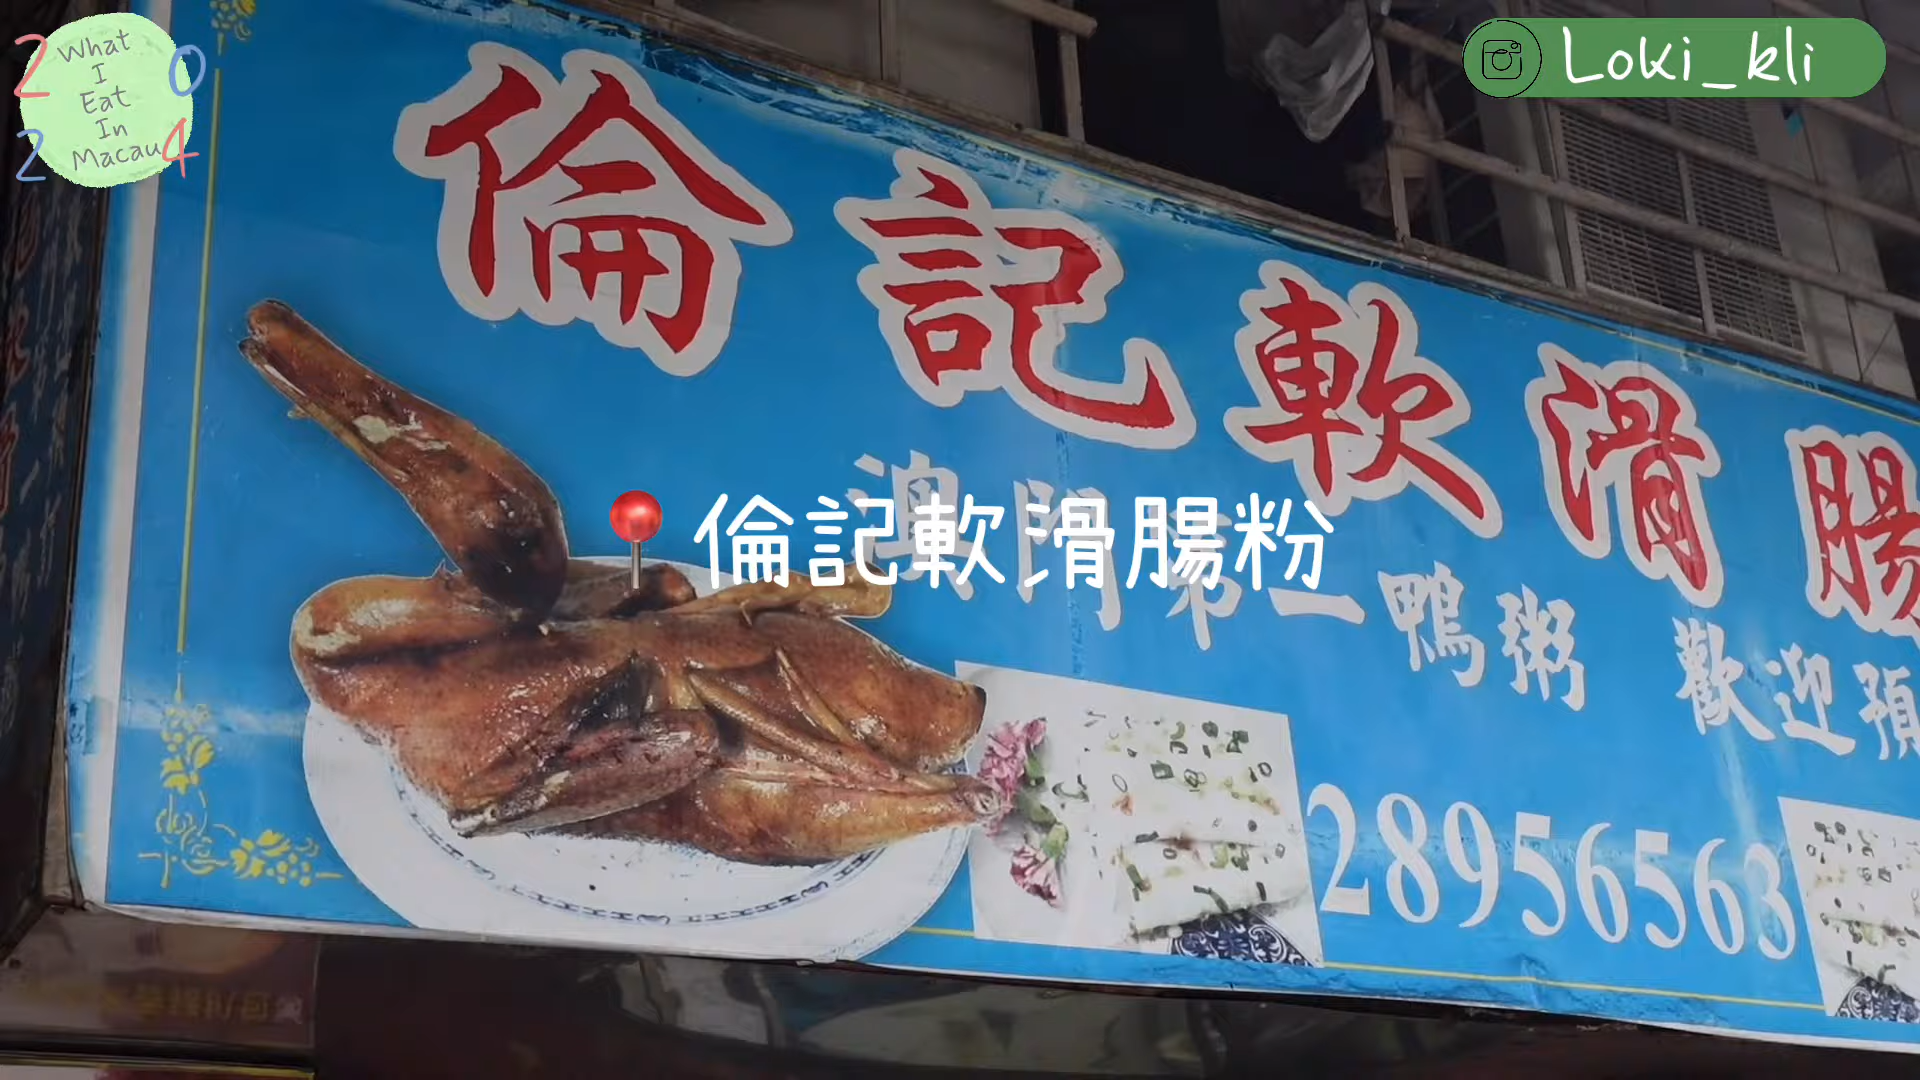 What
I
Eat
In
Macau
2024
Loki_kli
倫記軟滑腸
倫記軟滑腸粉
澳門第一鴨粥 歡迎預
28956563